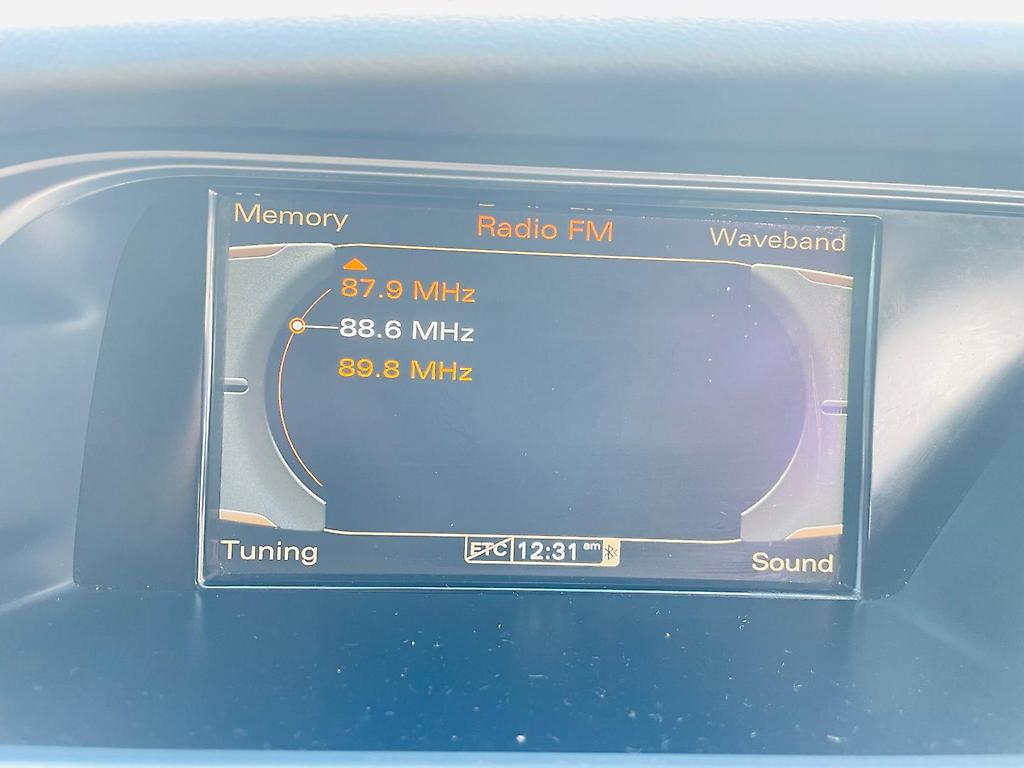 Memory
Radio FM
Waveband
87.9 MHz
88.6 MHz
89.8 MHz
Tuning
ETC 12:31 am
Sound